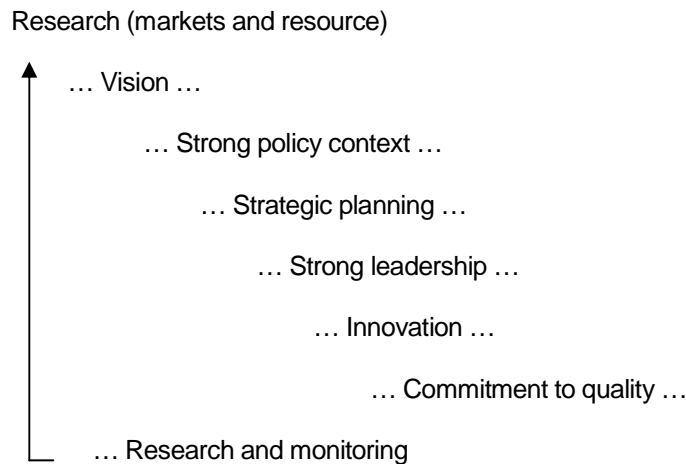 Research (markets and resource)
… Vision …
… Strong policy context …
… Strategic planning …
… Strong leadership …
… Innovation …
… Commitment to quality …
… Research and monitoring